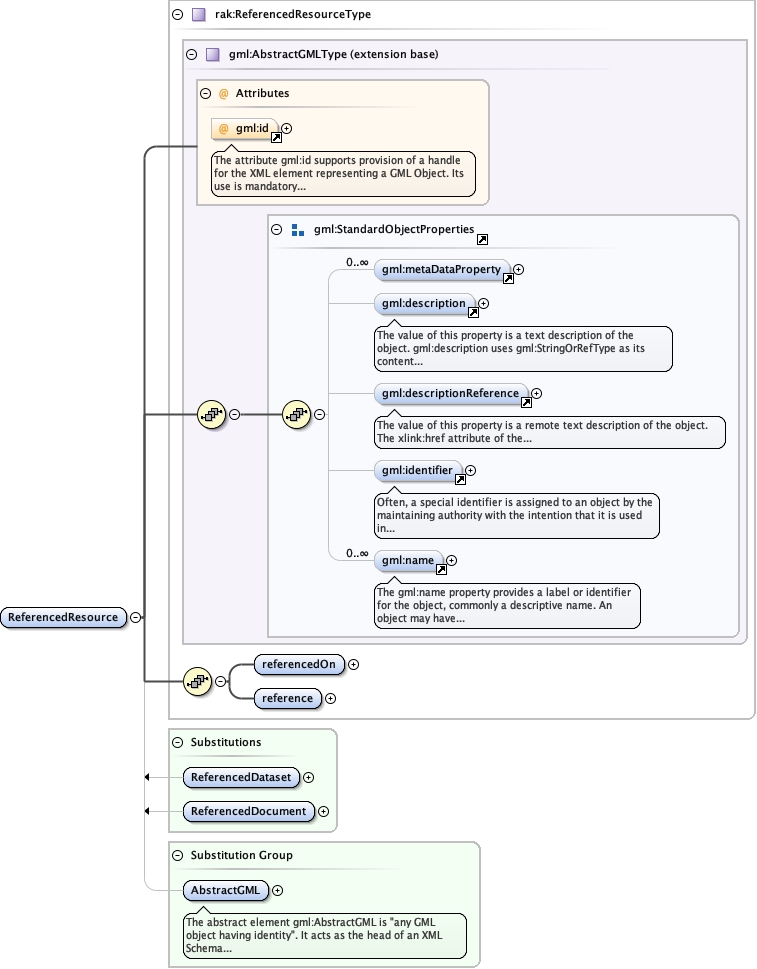 rak:ReferencedResourceType
gml:AbstractGMLType (extension base)
@ Attributes
@ gml:id
The attribute gml:id supports provision of a handle
for the XML element representing a GML Object. Its
use is mandatory...
gml:StandardObjectProperties
0..∞
gml:metaDataProperty
gml:description
The value of this property is a text description of the
object. gml:description uses gml:StringOrRefType as its
content...
gml:descriptionReference
The value of this property is a remote text description of the object.
The xlink:href attribute of the...
gml:identifier
Often, a special identifier is assigned to an object by the
maintaining authority with the intention that it is used
in...
0..∞
gml:name
The gml:name property provides a label or identifier
for the object, commonly a descriptive name. An
object may have...
ReferencedResource
referencedOn
reference
Substitutions
ReferencedDataset
ReferencedDocument
Substitution Group
AbstractGML
The abstract element gml:AbstractGML is "any GML
object having identity". It acts as the head of an XML
Schema...